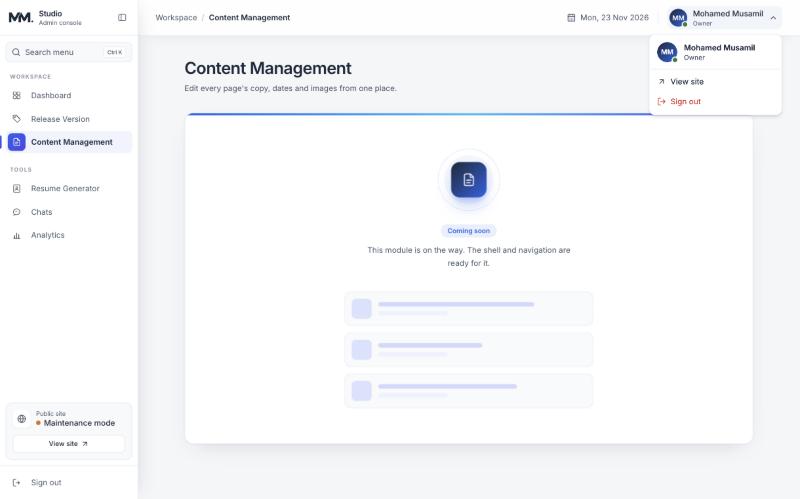 MM.
Studio
Admin console
Workspace / Content Management
Mon, 23 Nov 2026
MM
Mohamed Musamil
Owner
Search menu
Ctrl K
MM
Mohamed Musamil
Owner
View site
Sign out
WORKSPACE
Dashboard
Release Version
Content Management
TOOLS
Resume Generator
Chats
Analytics
Content Management
Edit every page's copy, dates and images from one place.
Coming soon
This module is on the way. The shell and navigation are
ready for it.
Public site
Maintenance mode
View site
Sign out